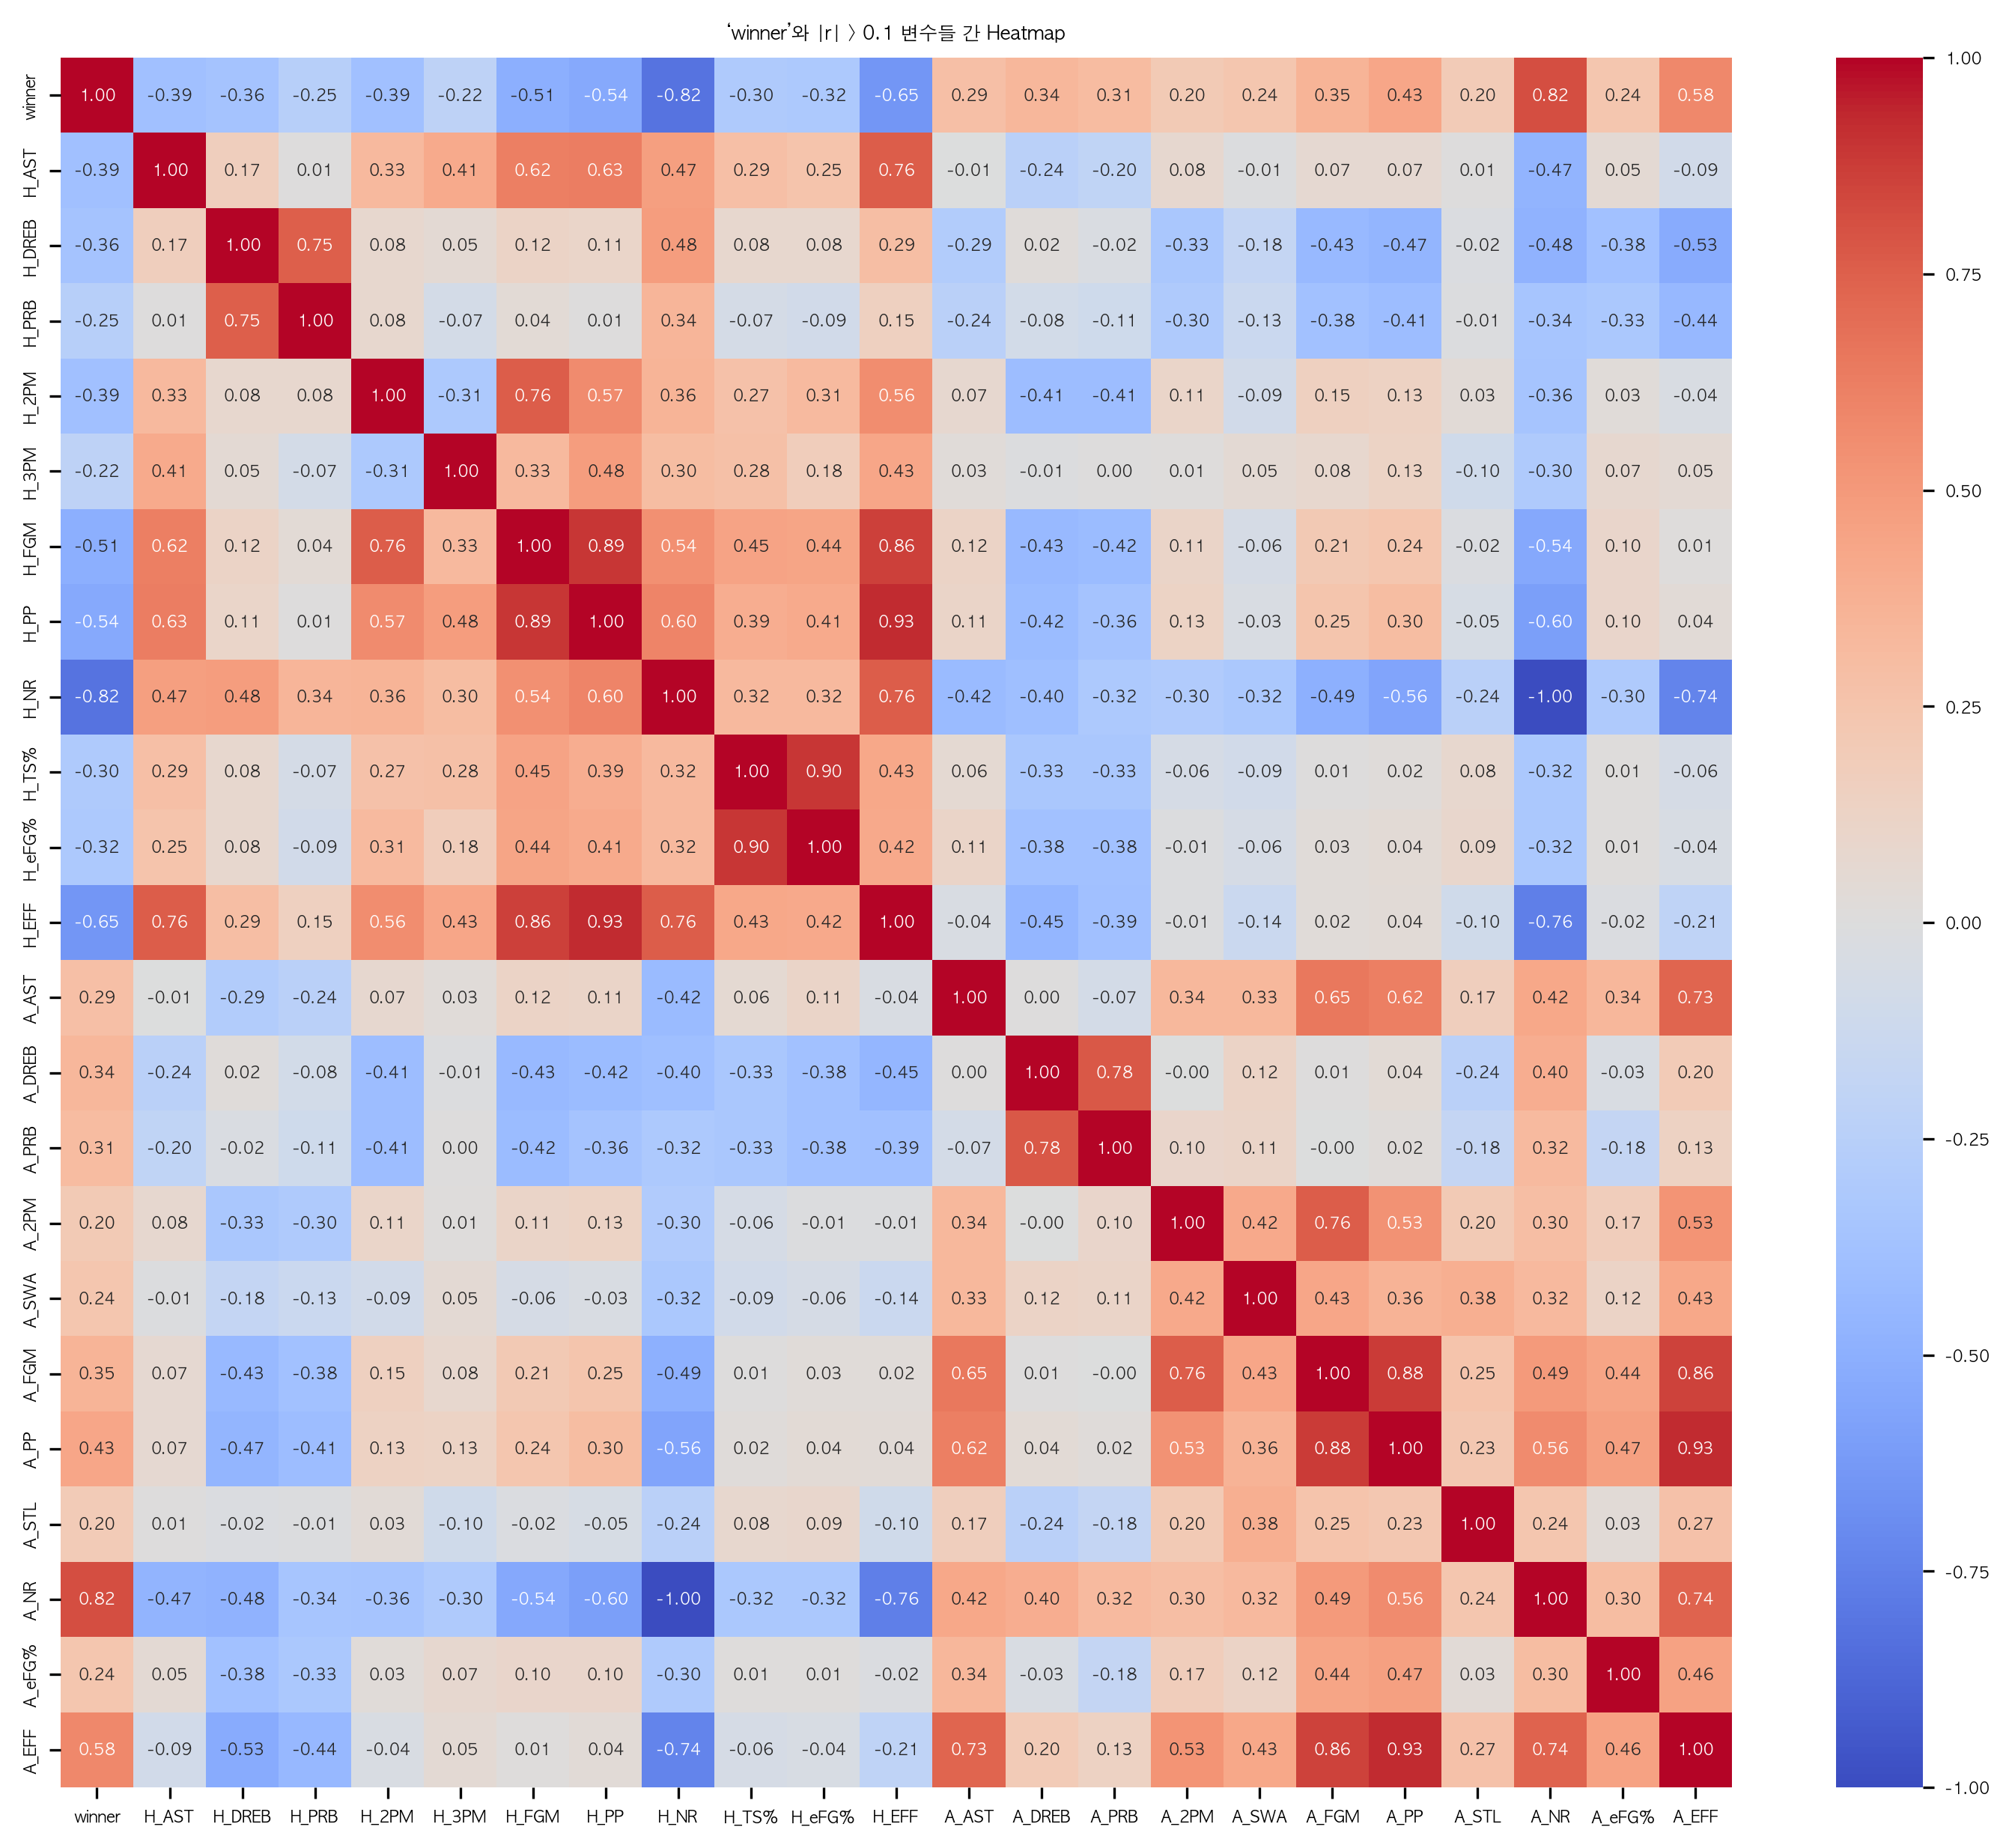 ‘winner’와 |r| > 0.1 변수들 간 Heatmap
winner 1.00 -0.39 -0.36 -0.25 -0.39 -0.22 -0.51 -0.54 -0.82 -0.30 -0.32 -0.65 0.29 0.34 0.31 0.20 0.24 0.35 0.43 0.20 0.82 0.24 0.58
H_AST -0.39 1.00 0.17 0.01 0.33 0.41 0.62 0.63 0.47 0.29 0.25 0.76 -0.01 -0.24 -0.20 0.08 -0.01 0.07 0.07 0.01 -0.47 0.05 -0.09
H_DREB -0.36 0.17 1.00 0.75 0.08 0.05 0.12 0.11 0.48 0.08 0.08 0.29 -0.29 0.02 -0.02 -0.33 -0.18 -0.43 -0.47 -0.02 -0.48 -0.38 -0.53
H_PRB -0.25 0.01 0.75 1.00 0.08 -0.07 0.04 0.01 0.34 -0.07 -0.09 0.15 -0.24 -0.08 -0.11 -0.30 -0.13 -0.38 -0.41 -0.01 -0.34 -0.33 -0.44
H_2PM -0.39 0.33 0.08 0.08 1.00 -0.31 0.76 0.57 0.36 0.27 0.31 0.56 0.07 -0.41 -0.41 0.11 -0.09 0.15 0.13 0.03 -0.36 0.03 -0.04
H_3PM -0.22 0.41 0.05 -0.07 -0.31 1.00 0.33 0.48 0.30 0.28 0.18 0.43 0.03 -0.01 0.00 0.01 0.05 0.08 0.13 -0.10 -0.30 0.07 0.05
H_FGM -0.51 0.62 0.12 0.04 0.76 0.33 1.00 0.89 0.54 0.45 0.44 0.86 0.12 -0.43 -0.42 0.11 -0.06 0.21 0.24 -0.02 -0.54 0.10 0.01
H_PP -0.54 0.63 0.11 0.01 0.57 0.48 0.89 1.00 0.60 0.39 0.41 0.93 0.11 -0.42 -0.36 0.13 -0.03 0.25 0.30 -0.05 -0.60 0.10 0.04
H_NR -0.82 0.47 0.48 0.34 0.36 0.30 0.54 0.60 1.00 0.32 0.32 0.76 -0.42 -0.40 -0.32 -0.30 -0.32 -0.49 -0.56 -0.24 -1.00 -0.30 -0.74
H_TS% -0.30 0.29 0.08 -0.07 0.27 0.28 0.45 0.39 0.32 1.00 0.90 0.43 0.06 -0.33 -0.33 -0.06 -0.09 0.01 0.02 0.08 -0.32 0.01 -0.06
H_eFG% -0.32 0.25 0.08 -0.09 0.31 0.18 0.44 0.41 0.32 0.90 1.00 0.42 0.11 -0.38 -0.38 -0.01 -0.06 0.03 0.04 0.09 -0.32 0.01 -0.04
H_EFF -0.65 0.76 0.29 0.15 0.56 0.43 0.86 0.93 0.76 0.43 0.42 1.00 -0.04 -0.45 -0.39 -0.01 -0.14 0.02 0.04 -0.10 -0.76 -0.02 -0.21
A_AST 0.29 -0.01 -0.29 -0.24 0.07 0.03 0.12 0.11 -0.42 0.06 0.11 -0.04 1.00 0.00 -0.07 0.34 0.33 0.65 0.62 0.17 0.42 0.34 0.73
A_DREB 0.34 -0.24 0.02 -0.08 -0.41 -0.01 -0.43 -0.42 -0.40 -0.33 -0.38 -0.45 0.00 1.00 0.78 -0.00 0.12 0.01 0.04 -0.24 0.40 -0.03 0.20
A_PRB 0.31 -0.20 -0.02 -0.11 -0.41 0.00 -0.42 -0.36 -0.32 -0.33 -0.38 -0.39 -0.07 0.78 1.00 0.10 0.11 -0.00 0.02 -0.18 0.32 -0.18 0.13
A_2PM 0.20 0.08 -0.33 -0.30 0.11 0.01 0.11 0.13 -0.30 -0.06 -0.01 -0.01 0.34 -0.00 0.10 1.00 0.42 0.76 0.53 0.20 0.30 0.17 0.53
A_SWA 0.24 -0.01 -0.18 -0.13 -0.09 0.05 -0.06 -0.03 -0.32 -0.09 -0.06 -0.14 0.33 0.12 0.11 0.42 1.00 0.43 0.36 0.38 0.32 0.12 0.43
A_FGM 0.35 0.07 -0.43 -0.38 0.15 0.08 0.21 0.25 -0.49 0.01 0.03 0.02 0.65 0.01 -0.00 0.76 0.43 1.00 0.88 0.25 0.49 0.44 0.86
A_PP 0.43 0.07 -0.47 -0.41 0.13 0.13 0.24 0.30 -0.56 0.02 0.04 0.04 0.62 0.04 0.02 0.53 0.36 0.88 1.00 0.23 0.56 0.47 0.93
A_STL 0.20 0.01 -0.02 -0.01 0.03 -0.10 -0.02 -0.05 -0.24 0.08 0.09 -0.10 0.17 -0.24 -0.18 0.20 0.38 0.25 0.23 1.00 0.24 0.03 0.27
A_NR 0.82 -0.47 -0.48 -0.34 -0.36 -0.30 -0.54 -0.60 -1.00 -0.32 -0.32 -0.76 0.42 0.40 0.32 0.30 0.32 0.49 0.56 0.24 1.00 0.30 0.74
A_eFG% 0.24 0.05 -0.38 -0.33 0.03 0.07 0.10 0.10 -0.30 0.01 0.01 -0.02 0.34 -0.03 -0.18 0.17 0.12 0.44 0.47 0.03 0.30 1.00 0.46
A_EFF 0.58 -0.09 -0.53 -0.44 -0.04 0.05 0.01 0.04 -0.74 -0.06 -0.04 -0.21 0.73 0.20 0.13 0.53 0.43 0.86 0.93 0.27 0.74 0.46 1.00
winner H_AST H_DREB H_PRB H_2PM H_3PM H_FGM H_PP H_NR H_TS% H_eFG% H_EFF A_AST A_DREB A_PRB A_2PM A_SWA A_FGM A_PP A_STL A_NR A_eFG% A_EFF
1.00
0.75
0.50
0.25
0.00
-0.25
-0.50
-0.75
-1.00